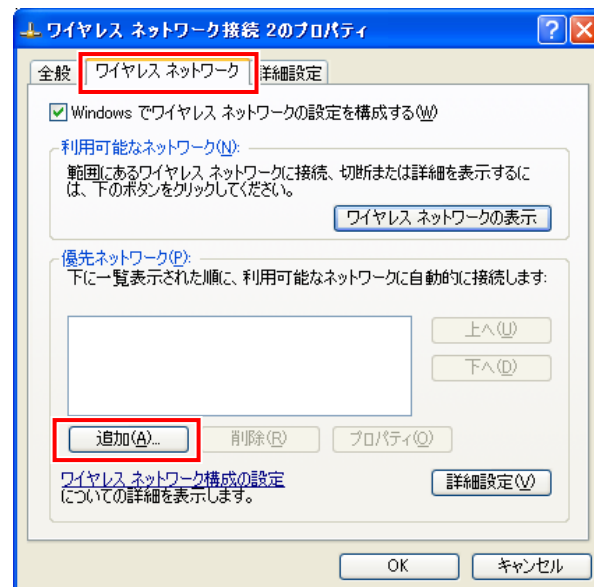 ワイヤレス ネットワーク接続 2のプロパティ
全般 ワイヤレス ネットワーク 詳細設定
Windows でワイヤレス ネットワークの設定を構成する(W)
利用可能なネットワーク(N):
範囲にあるワイヤレス ネットワークに接続、切断または詳細を表示するに
は、下のボタンをクリックしてください。
ワイヤレス ネットワークの表示
優先ネットワーク(P):
下に一覧表示された順に、利用可能なネットワークに自動的に接続します:
上へ(U)
下へ(D)
追加(A)... 削除(R) プロパティ(O)
ワイヤレス ネットワーク構成の設定
についての詳細を表示します。
詳細設定(V)
OK キャンセル